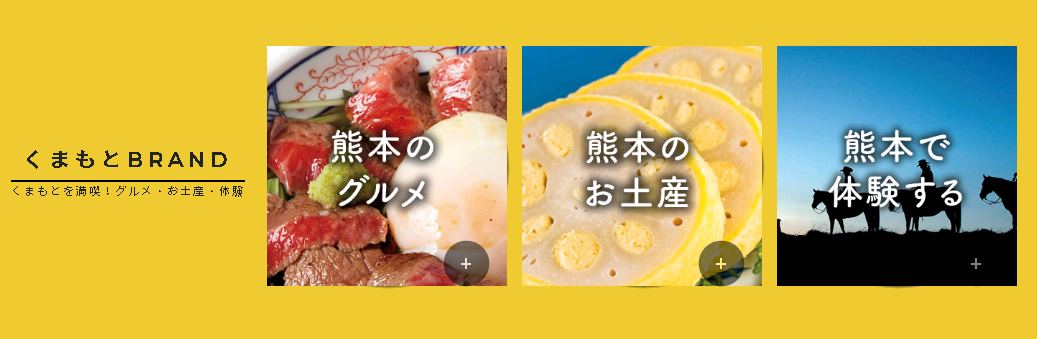 くまもとBRAND
くまもとを満喫！グルメ・お土産・体験
熊本の
グルメ
熊本の
お土産
熊本で
体験する